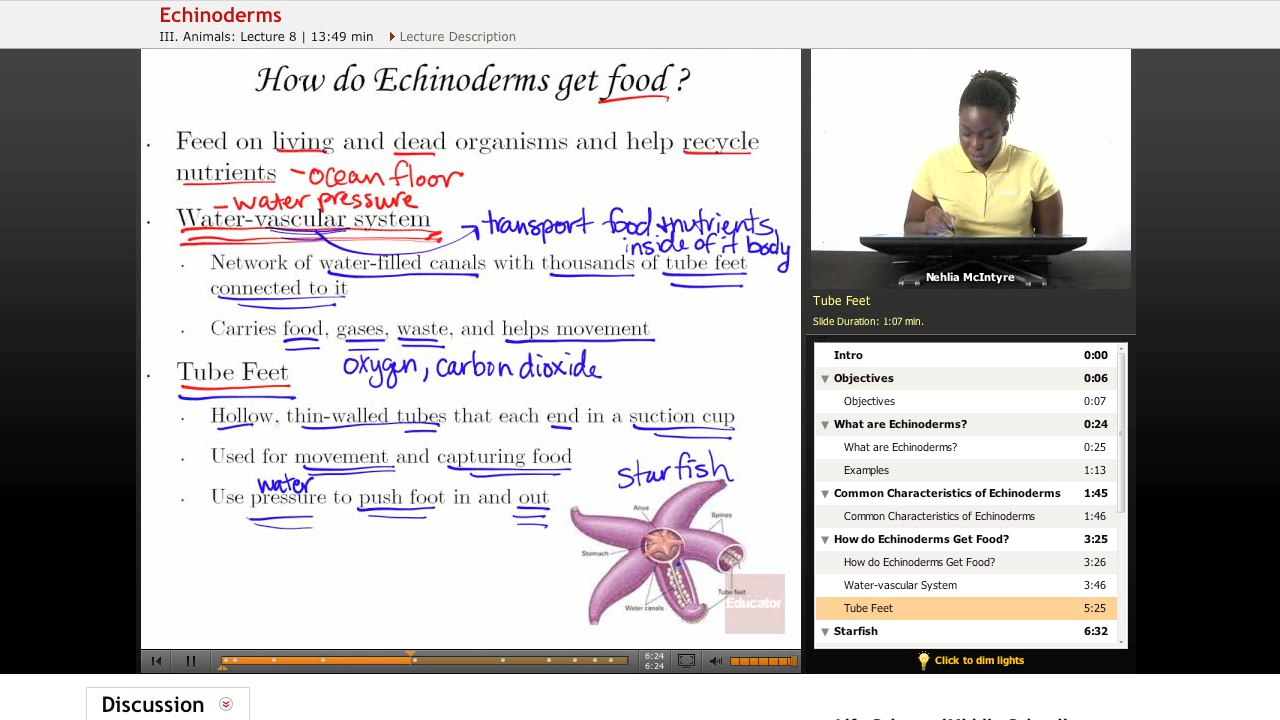 Echinoderms
III. Animals: Lecture 8 | 13:49 min
Lecture Description
How do Echinoderms get food ?
Feed on living and dead organisms and help recycle
nutrients - ocean floor
- water pressure
Water-vascular system
transport food + nutrients
inside of it body
Network of water-filled canals with thousands of tube feet
connected to it
Carries food, gases, waste, and helps movement
oxygen, carbon dioxide
Tube Feet
Hollow, thin-walled tubes that each end in a suction cup
Used for movement and capturing food
water
Use pressure to push foot in and out
starfish
Anus
Spines
Stomach
Tube feet
Water canals
Educator
6:24
6:24
Nehlia McIntyre
Tube Feet
Slide Duration: 1:07 min.
Intro 0:00
Objectives 0:06
Objectives 0:07
What are Echinoderms? 0:24
What are Echinoderms? 0:25
Examples 1:13
Common Characteristics of Echinoderms 1:45
Common Characteristics of Echinoderms 1:46
How do Echinoderms Get Food? 3:25
How do Echinoderms Get Food? 3:26
Water-vascular System 3:46
Tube Feet 5:25
Starfish 6:32
Click to dim lights
Discussion